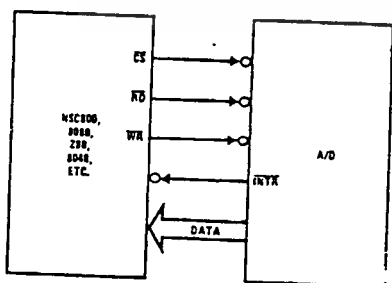 CS
RD
NSC800,
8080,
Z80,
8048,
ETC.
WR
A/D
INTR
DATA